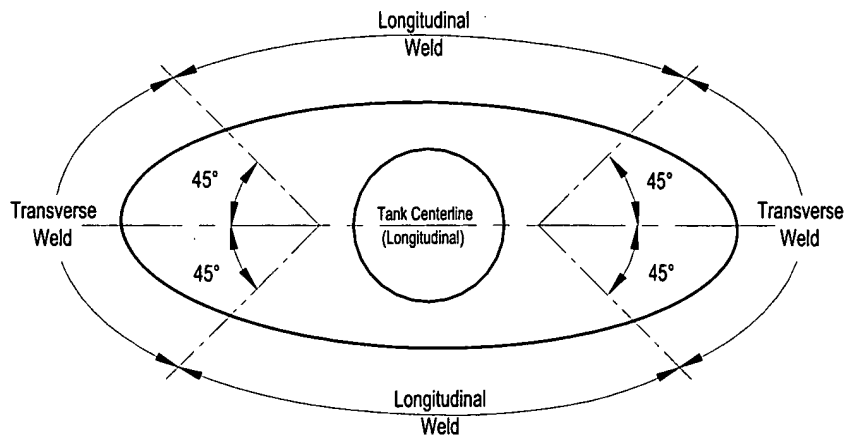 Longitudinal
Weld
45°
45°
Transverse
Weld
Tank Centerline
(Longitudinal)
Transverse
Weld
45°
45°
Longitudinal
Weld